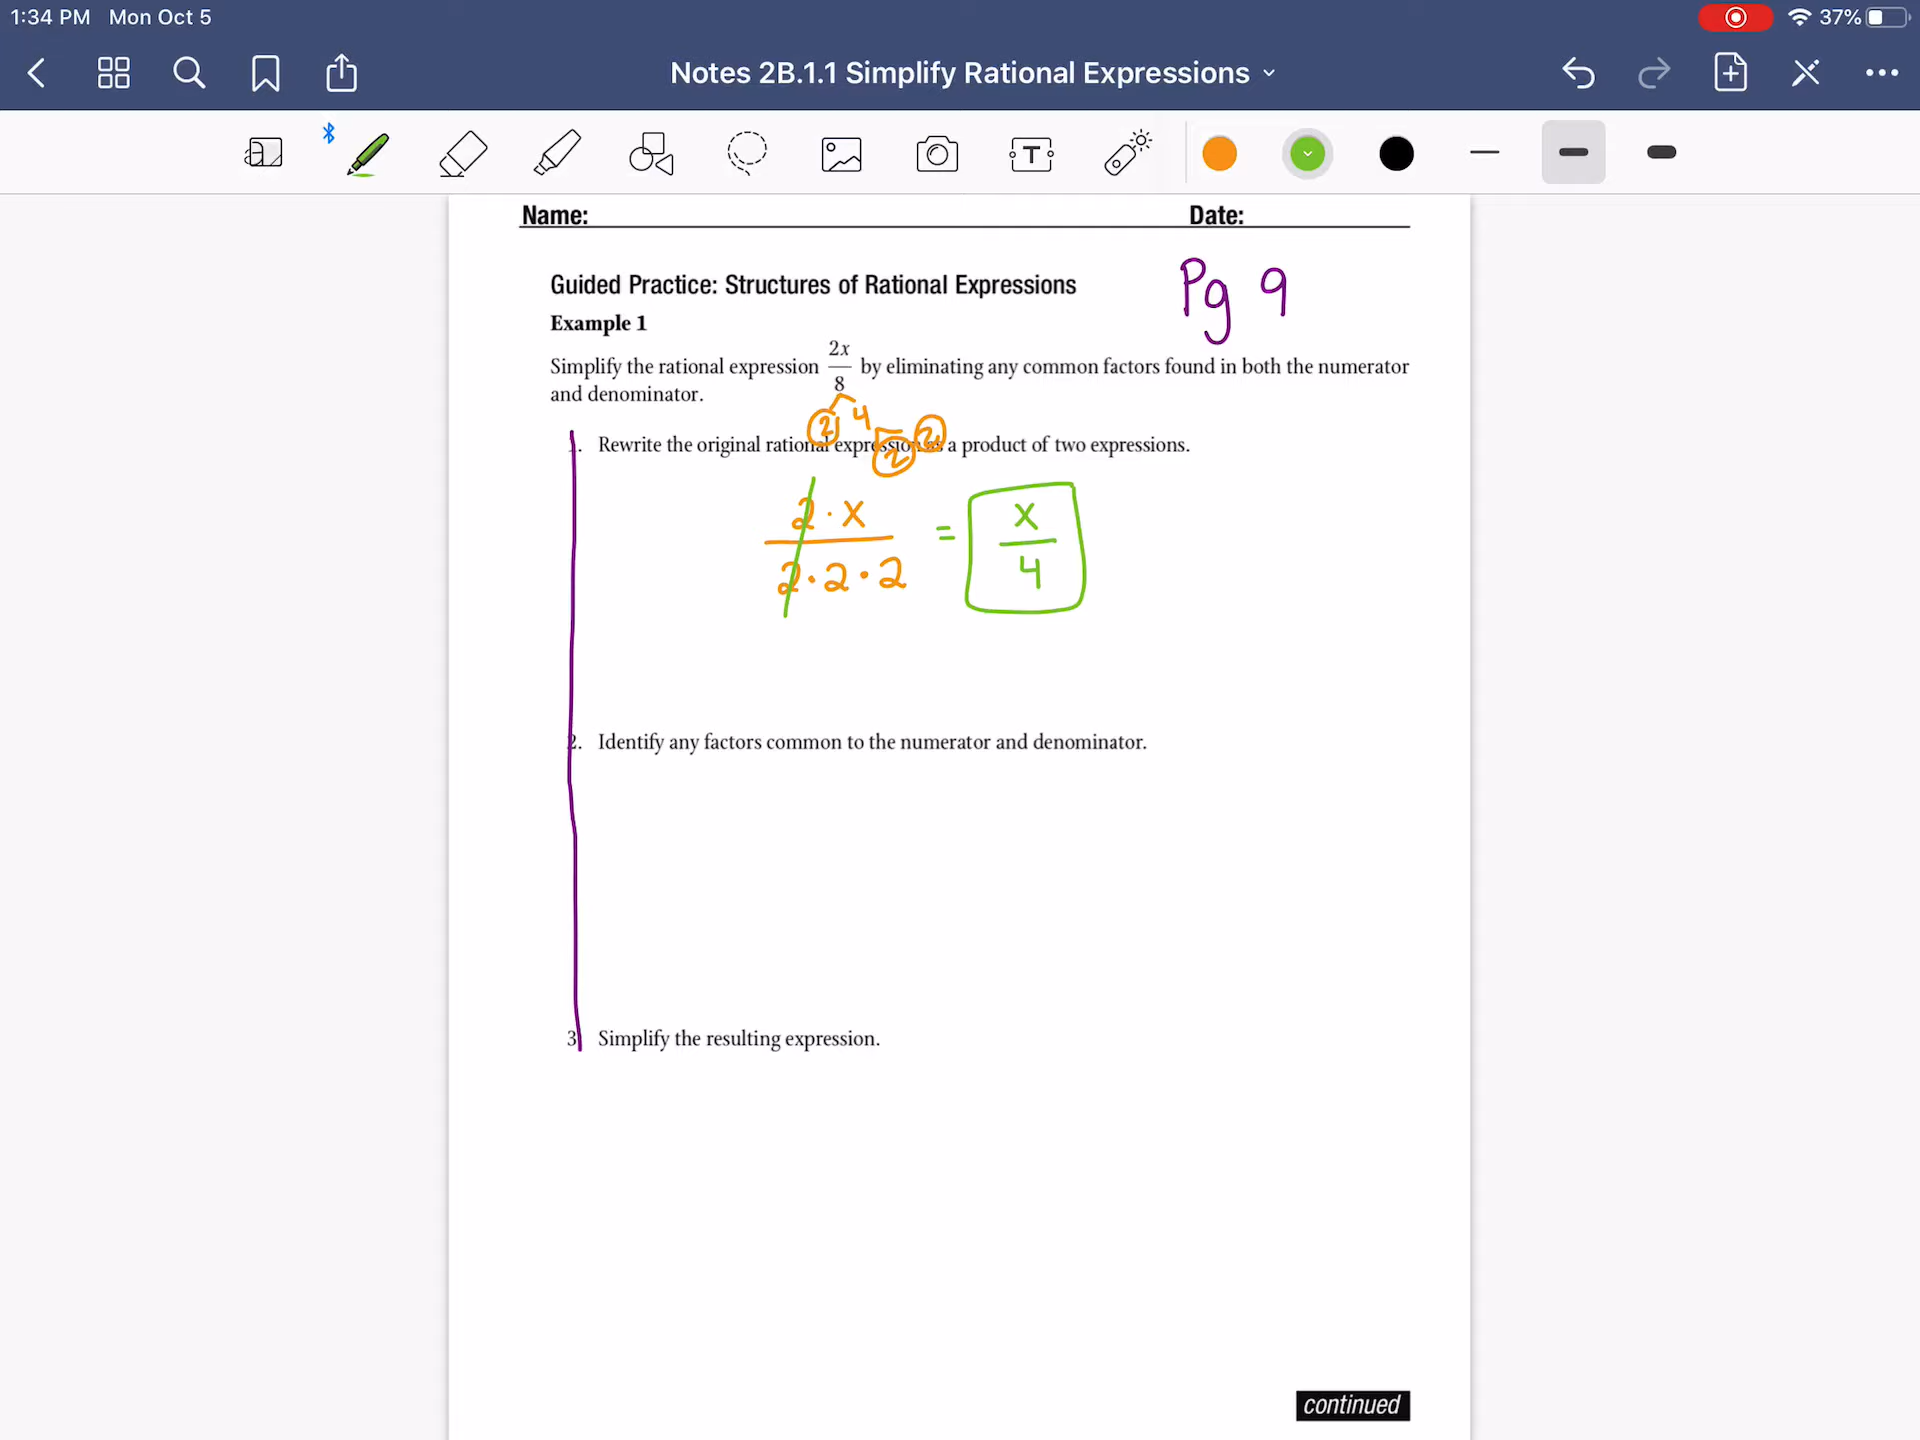 1:34 PM Mon Oct 5
37%
Notes 2B.1.1 Simplify Rational Expressions
a
T
Name: Date:
Guided Practice: Structures of Rational Expressions
Pg 9
Example 1
Simplify the rational expression 2x/8 by eliminating any common factors found in both the numerator
and denominator.
2 4 2 2
1. Rewrite the original rational expression as a product of two expressions.
2 · x / 2 · 2 · 2 = x / 4
2. Identify any factors common to the numerator and denominator.
3. Simplify the resulting expression.
continued